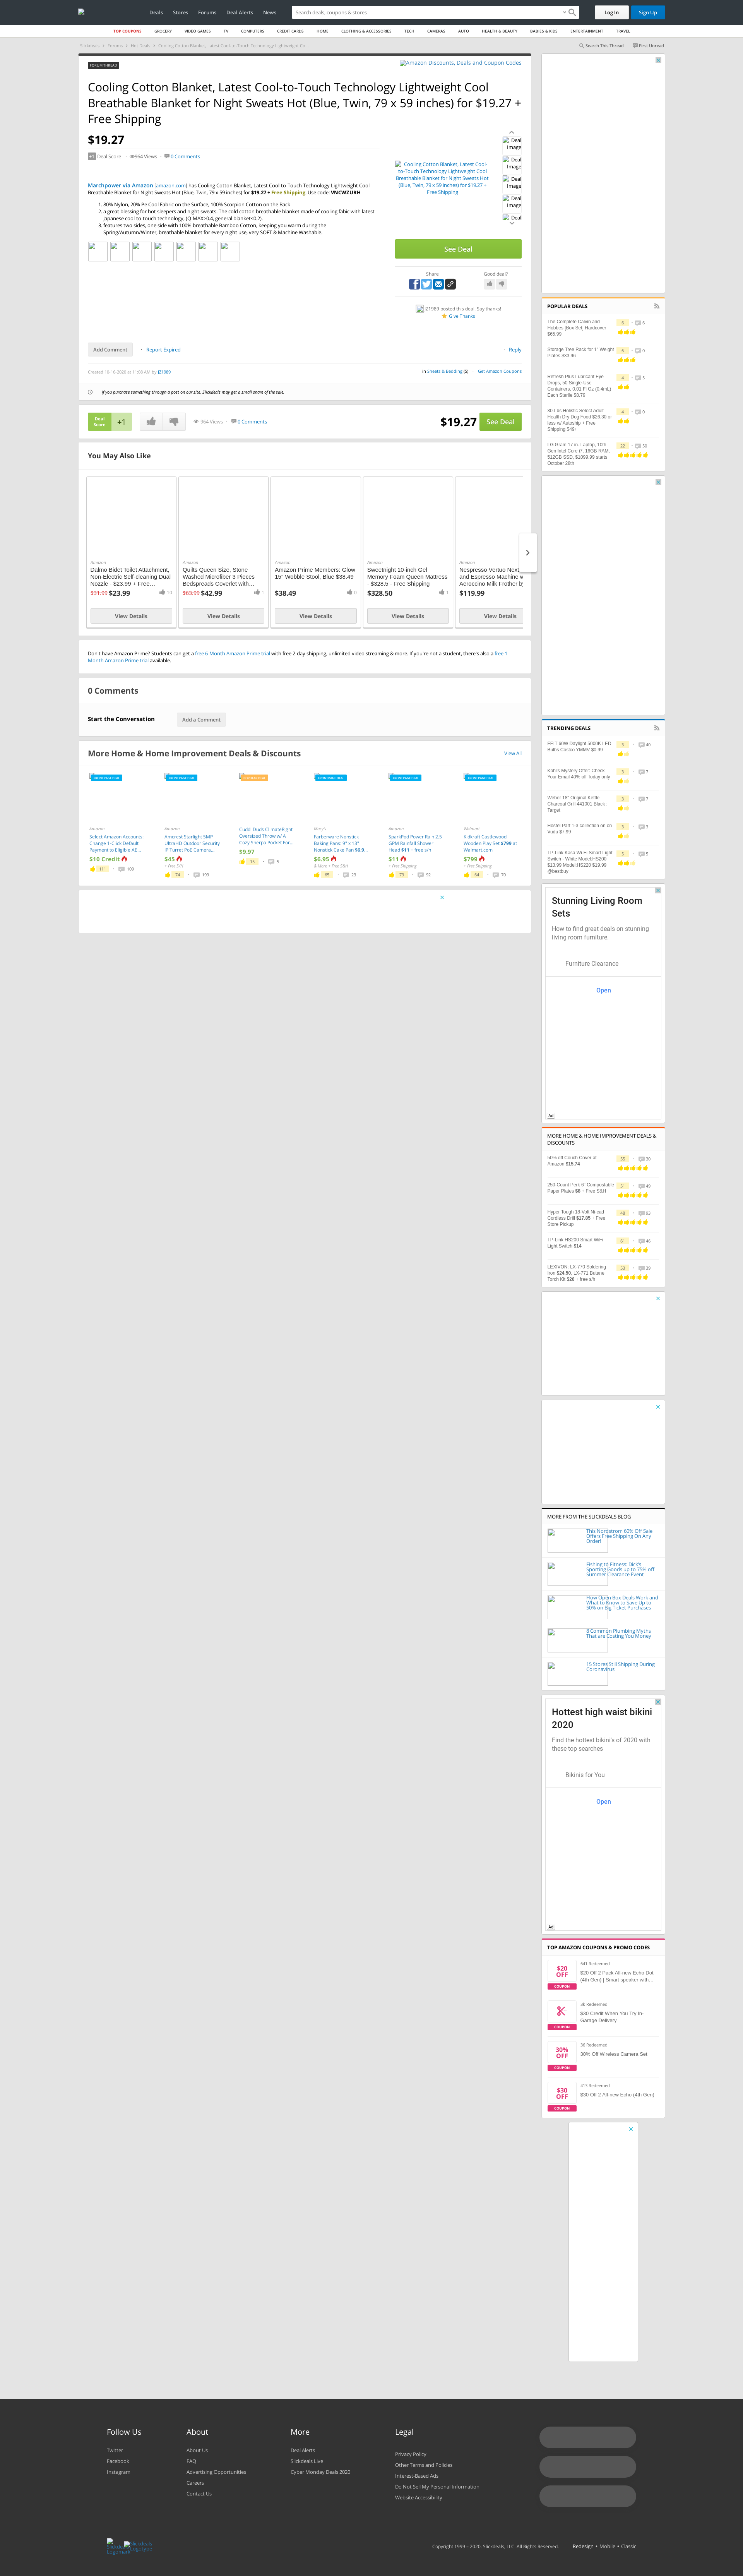 Deals Stores Forums Deal Alerts News
Search deals, coupons & stores
Log In
Sign Up
TOP COUPONS GROCERY VIDEO GAMES TV COMPUTERS CREDIT CARDS HOME CLOTHING & ACCESSORIES TECH CAMERAS AUTO HEALTH & BEAUTY BABIES & KIDS ENTERTAINMENT TRAVEL
Slickdeals > Forums > Hot Deals > Cooling Cotton Blanket, Latest Cool-to-Touch Technology Lightweight Co...
Search This Thread
Find Unread
FORUM THREAD
Amazon Discounts, Deals and Coupon Codes
Cooling Cotton Blanket, Latest Cool-to-Touch Technology Lightweight Cool
Breathable Blanket for Night Sweats Hot (Blue, Twin, 79 x 59 inches) for $19.27 +
Free Shipping
$19.27
+1 Deal Score
964 Views
0 Comments
Marchpower via Amazon [amazon.com] has Cooling Cotton Blanket, Latest Cool-to-Touch Technology Lightweight Cool
Breathable Blanket for Night Sweats Hot (Blue, Twin, 79 x 59 inches) for $19.27 + Free Shipping. Use code: VNCWZURH
1. 80% Nylon, 20% Pe Cool Fabric on the Surface, 100% Scorpion Cotton on the Back
2. a great blessing for hot sleepers and night sweats. The cold cotton blanket made of cooling fabic with latest
Japanese cool-to-touch technology, (Q-MAX>0.4, general blanket=0.2).
3. features two sides, one side with 100% breathable Bamboo Cotton, keeping you warm during the
Spring/Autumn/Winter, breathable blanket for every night use, very SOFT & Machine Washable.
Cooling Cotton Blanket, Latest Cool-
to-Touch Technology Lightweight Cool
Breathable Blanket for Night Sweats Hot
(Blue, Twin, 79 x 59 inches) for $19.27 +
Free Shipping
Deal
Image
Deal
Image
Deal
Image
Deal
Image
Deal
See Deal
Share
Good deal?
JZ1989 posted this deal. Say thanks!
Give Thanks
Add Comment
Report Expired
Reply
Created 10-16-2020 at 11:08 AM by JZ1989
in Sheets & Bedding (5)
Get Amazon Coupons
If you purchase something through a post on our site, Slickdeals may get a small share of the sale.
Deal
Score
+1
964 Views
0 Comments
$19.27
See Deal
You May Also Like
Amazon
Dalmo Bidet Toilet Attachment,
Non-Electric Self-cleaning Dual
Nozzle - $23.99 + Free...
$31.99 $23.99
10
View Details
Amazon
Quilts Queen Size, Stone
Washed Microfiber 3 Pieces
Bedspreads Coverlet with...
$63.99 $42.99
View Details
Amazon
Amazon Prime Members: Glow
15" Wobble Stool, Blue $38.49
$38.49
0
View Details
Amazon
Sweetnight 10-inch Gel
Memory Foam Queen Mattress
- $328.5 - Free Shipping
$328.50
View Details
Amazon
Nespresso Vertuo Next
and Espresso Machine w
Aeroccino Milk Frother by
$119.99
View Details
Don't have Amazon Prime? Students can get a free 6-Month Amazon Prime trial with free 2-day shipping, unlimited video streaming & more. If you're not a student, there's also a free 1-
Month Amazon Prime trial available.
0 Comments
Start the Conversation
Add a Comment
More Home & Home Improvement Deals & Discounts
View All
FRONTPAGE DEAL
Amazon
Select Amazon Accounts:
Change 1-Click Default
Payment to Eligible AE...
$10 Credit
111
109
FRONTPAGE DEAL
Amazon
Amcrest Starlight 5MP
UltraHD Outdoor Security
IP Turret PoE Camera...
$45
+ Free S/H
74
199
POPULAR DEAL
Cuddl Duds ClimateRight
Oversized Throw w/ A
Cozy Sherpa Pocket For...
$9.97
15
5
FRONTPAGE DEAL
Macy's
Farberware Nonstick
Baking Pans: 9" x 13"
Nonstick Cake Pan $6.9...
$6.95
& More + Free S&H
65
23
FRONTPAGE DEAL
Amazon
SparkPod Power Rain 2.5
GPM Rainfall Shower
Head $11 + free s/h
$11
+ Free Shipping
79
92
FRONTPAGE DEAL
Walmart
Kidkraft Castlewood
Wooden Play Set $799 at
Walmart.com
$799
+ Free Shipping
64
70
POPULAR DEALS
The Complete Calvin and
Hobbes [Box Set] Hardcover
$65.99
6
6
Storage Tree Rack for 1" Weight
Plates $33.86
6
0
Refresh Plus Lubricant Eye
Drops, 50 Single-Use
Containers, 0.01 Fl Oz (0.4mL)
Each Sterile $8.79
4
5
30-Lbs Holistic Select Adult
Health Dry Dog Food $26.30 or
less w/ Autoship + Free
Shipping $49+
4
0
LG Gram 17 in. Laptop, 10th
Gen Intel Core i7, 16GB RAM,
512GB SSD, $1099.99 starts
October 28th
22
50
TRENDING DEALS
FEIT 60W Daylight 5000K LED
Bulbs Costco YMMV $0.99
3
40
Kohl's Mystery Offer: Check
Your Email 40% off Today only.
3
7
Weber 18" Original Kettle
Charcoal Grill 441001 Black :
Target
3
7
Hostel Part 1-3 collection on on
Vudu $7.99
3
3
TP-Link Kasa Wi-Fi Smart Light
Switch - White Model:HS200
$13.99 Model:HS220 $19.99
@bestbuy
5
Stunning Living Room
Sets
How to find great deals on stunning
living room furniture.
Furniture Clearance
Open
Ad
MORE HOME & HOME IMPROVEMENT DEALS &
DISCOUNTS
50% off Couch Cover at
Amazon $15.74
55
30
250-Count Perk 6" Compostable
Paper Plates $8 + Free S&H
51
49
Hyper Tough 18-Volt Ni-cad
Cordless Drill $17.85 + Free
Store Pickup
48
93
TP-Link HS200 Smart WiFi
Light Switch $14
61
46
LEXIVON: LX-770 Soldering
Iron $24.50, LX-771 Butane
Torch Kit $26 + free s/h
53
39
MORE FROM THE SLICKDEALS BLOG
This Nordstrom 60% Off Sale
Offers Free Shipping On Any
Order!
Fishing to Fitness: Dick's
Sporting Goods up to 75% off
Summer Clearance Event
How Open Box Deals Work and
What to Know to Save Up to
50% on Big Ticket Purchases
8 Common Plumbing Myths
That are Costing You Money
15 Stores Still Shipping During
Coronavirus
Hottest high waist bikini
2020
Find the hottest bikini's of 2020 with
these top searches
Bikinis for You
Open
Ad
TOP AMAZON COUPONS & PROMO CODES
$20
OFF
COUPON
641 Redeemed
$20 Off 2 Pack All-new Echo Dot
(4th Gen) | Smart speaker with...
COUPON
3k Redeemed
$30 Credit When You Try In-
Garage Delivery
30%
OFF
COUPON
36 Redeemed
30% Off Wireless Camera Set
$30
OFF
COUPON
413 Redeemed
$30 Off 2 All-new Echo (4th Gen)
Follow Us
Twitter
Facebook
Instagram
About
About Us
FAQ
Advertising Opportunities
Careers
Contact Us
More
Deal Alerts
Slickdeals Live
Cyber Monday Deals 2020
Legal
Privacy Policy
Other Terms and Policies
Interest-Based Ads
Do Not Sell My Personal Information
Website Accessibility
Slickdeals
Logomark
Slickdeals
Logotype
Copyright 1999 - 2020. Slickdeals, LLC. All Rights Reserved.
Redesign • Mobile • Classic